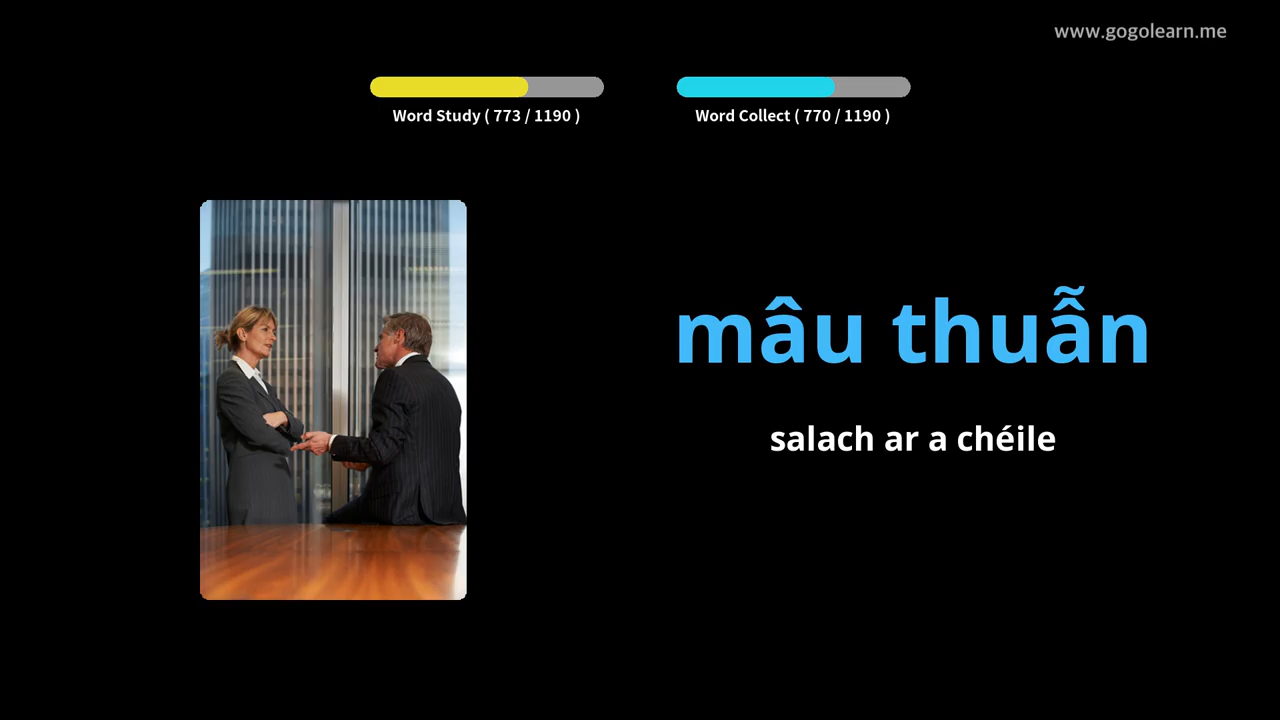 www.gogolearn.me
Word Study ( 773 / 1190 )
Word Collect ( 770 / 1190 )
mâu thuẫn
salach ar a chéile